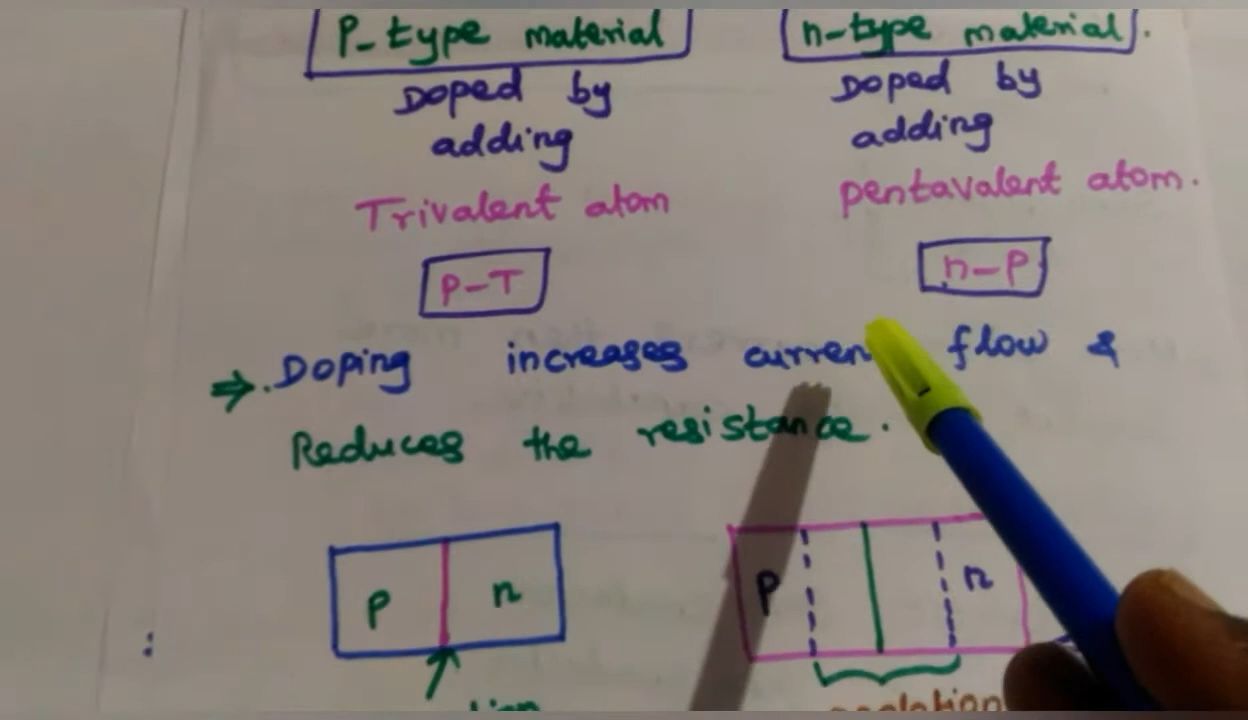 P-type material
n-type material.
Doped by
adding
Doped by
adding
Trivalent atom
pentavalent atom.
P-T
n-P
⇒.Doping increases curren flow &
Reduces the resistance.
P n
P n